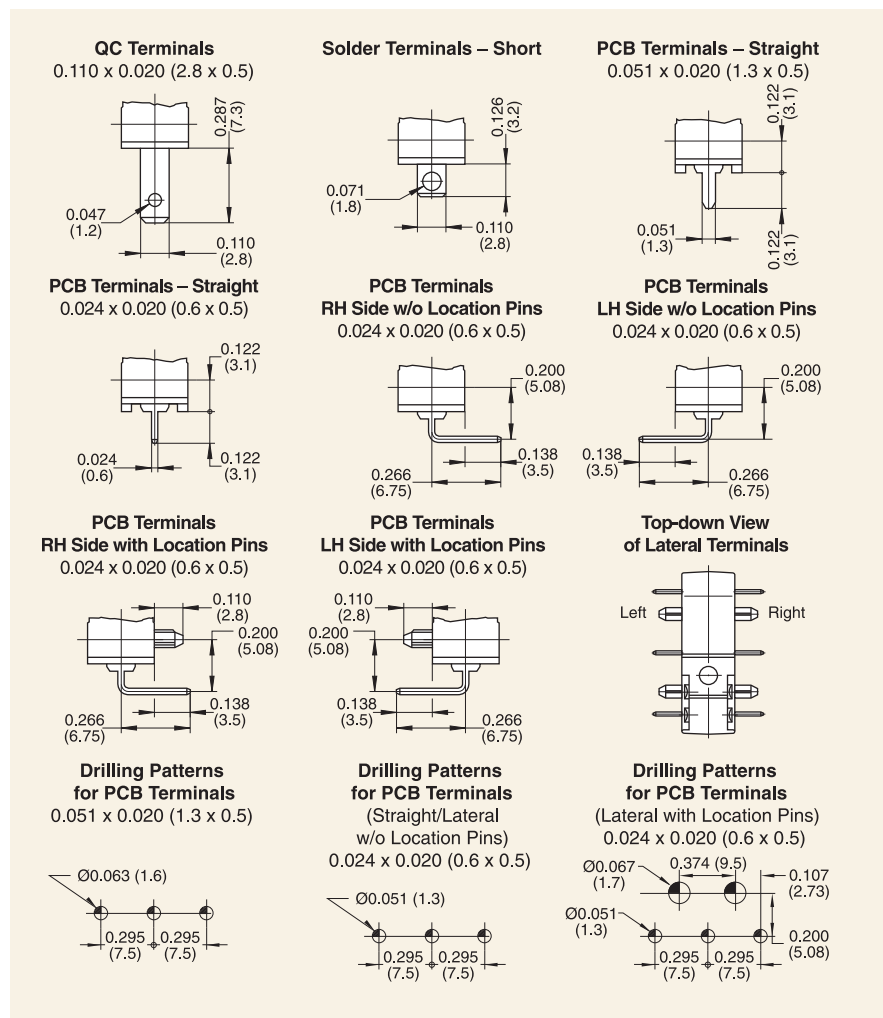 QC Terminals
0.110 x 0.020 (2.8 x 0.5)
0.287
(7.3)
0.047
(1.2)
0.110
(2.8)
Solder Terminals – Short
0.126
(3.2)
0.071
(1.8)
0.110
(2.8)
PCB Terminals – Straight
0.051 x 0.020 (1.3 x 0.5)
0.122
(3.1)
0.051
(1.3)
0.122
(3.1)
PCB Terminals – Straight
0.024 x 0.020 (0.6 x 0.5)
0.122
(3.1)
0.024
(0.6)
0.122
(3.1)
PCB Terminals
RH Side w/o Location Pins
0.024 x 0.020 (0.6 x 0.5)
0.200
(5.08)
0.138
(3.5)
0.266
(6.75)
PCB Terminals
LH Side w/o Location Pins
0.024 x 0.020 (0.6 x 0.5)
0.200
(5.08)
0.138
(3.5)
0.266
(6.75)
PCB Terminals
RH Side with Location Pins
0.024 x 0.020 (0.6 x 0.5)
0.110
(2.8)
0.200
(5.08)
0.138
(3.5)
0.266
(6.75)
PCB Terminals
LH Side with Location Pins
0.024 x 0.020 (0.6 x 0.5)
0.110
(2.8)
0.200
(5.08)
0.138
(3.5)
0.266
(6.75)
Top-down View
of Lateral Terminals
Left
Right
Drilling Patterns
for PCB Terminals
0.051 x 0.020 (1.3 x 0.5)
Ø0.063 (1.6)
0.295
(7.5)
0.295
(7.5)
Drilling Patterns
for PCB Terminals
(Straight/Lateral
w/o Location Pins)
0.024 x 0.020 (0.6 x 0.5)
Ø0.051 (1.3)
0.295
(7.5)
0.295
(7.5)
Drilling Patterns
for PCB Terminals
(Lateral with Location Pins)
0.024 x 0.020 (0.6 x 0.5)
Ø0.067
(1.7)
0.374 (9.5)
0.107
(2.73)
Ø0.051
(1.3)
0.200
(5.08)
0.295
(7.5)
0.295
(7.5)